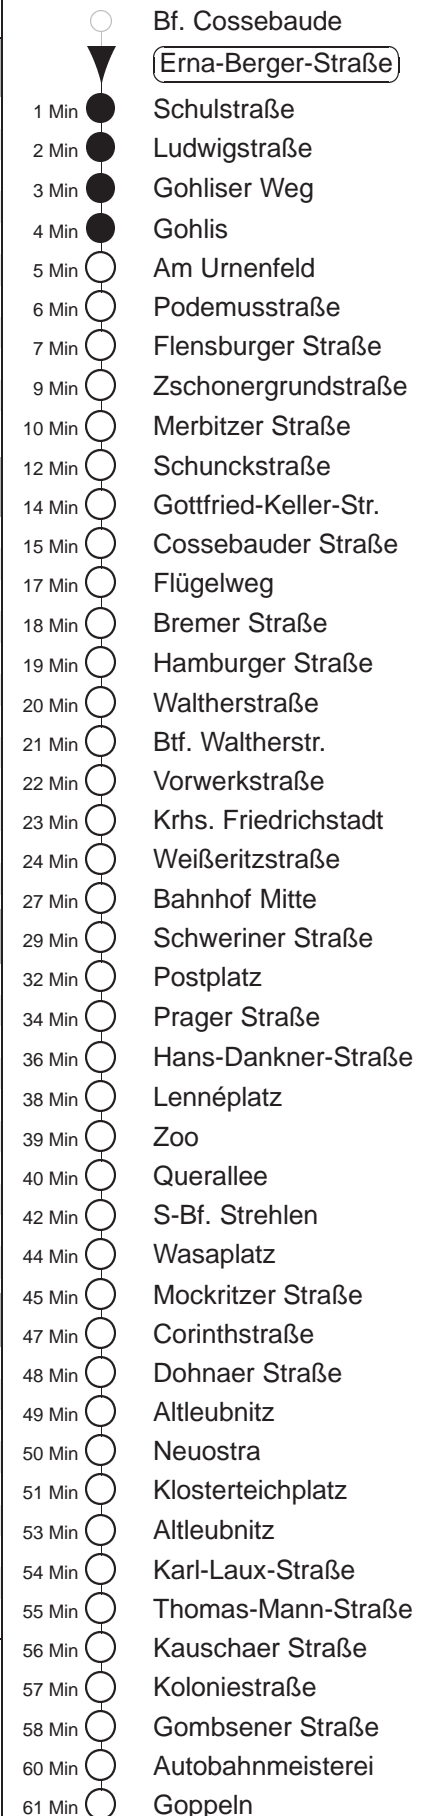 Bf. Cossebaude
Erna-Berger-Straße
1 Min Schulstraße
2 Min Ludwigstraße
3 Min Gohliser Weg
4 Min Gohlis
5 Min Am Urnenfeld
6 Min Podemusstraße
7 Min Flensburger Straße
9 Min Zschonergrundstraße
10 Min Merbitzer Straße
12 Min Schunckstraße
14 Min Gottfried-Keller-Str.
15 Min Cossebauder Straße
17 Min Flügelweg
18 Min Bremer Straße
19 Min Hamburger Straße
20 Min Waltherstraße
21 Min Btf. Waltherstr.
22 Min Vorwerkstraße
23 Min Krhs. Friedrichstadt
24 Min Weißeritzstraße
27 Min Bahnhof Mitte
29 Min Schweriner Straße
32 Min Postplatz
34 Min Prager Straße
36 Min Hans-Dankner-Straße
38 Min Lennéplatz
39 Min Zoo
40 Min Querallee
42 Min S-Bf. Strehlen
44 Min Wasaplatz
45 Min Mockritzer Straße
47 Min Corinthstraße
48 Min Dohnaer Straße
49 Min Altleubnitz
50 Min Neuostra
51 Min Klosterteichplatz
53 Min Altleubnitz
54 Min Karl-Laux-Straße
55 Min Thomas-Mann-Straße
56 Min Kauschaer Straße
57 Min Koloniestraße
58 Min Gombsener Straße
60 Min Autobahnmeisterei
61 Min Goppeln